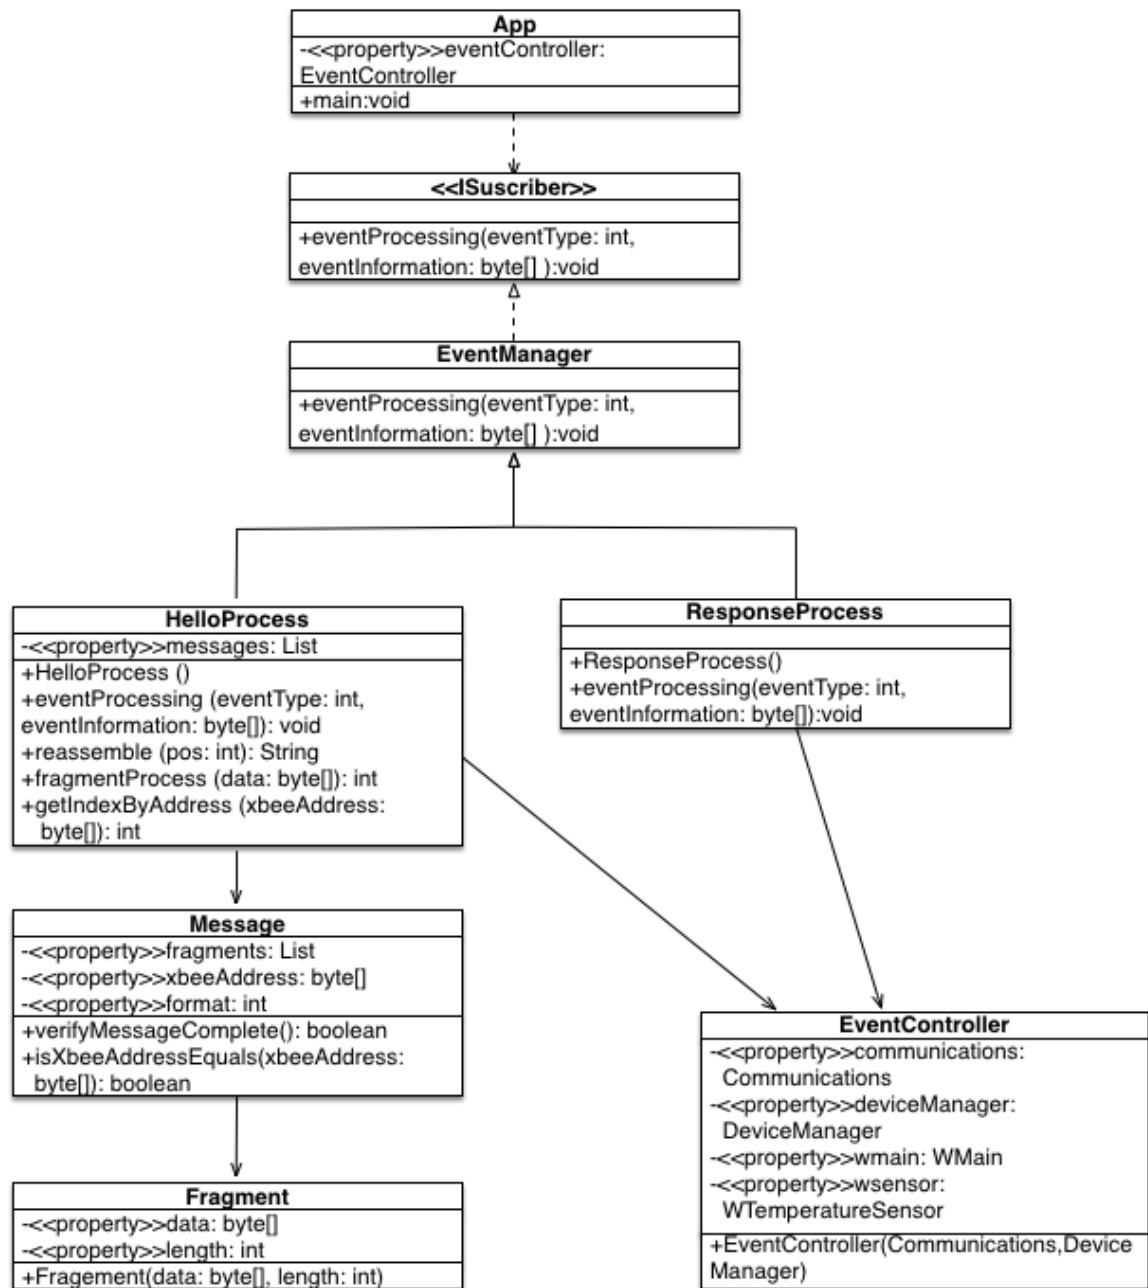 App
-<<property>>eventController:
EventController
+main:void
<<ISuscriber>>
+eventProcessing(eventType: int,
eventInformation: byte[] ):void
EventManager
+eventProcessing(eventType: int,
eventInformation: byte[] ):void
HelloProcess
-<<property>>messages: List
+HelloProcess ()
+eventProcessing (eventType: int,
eventInformation: byte[]): void
+reassemble (pos: int): String
+fragmentProcess (data: byte[]): int
+getIndexByAddress (xbeeAddress:
byte[]): int
ResponseProcess
+ResponseProcess()
+eventProcessing(eventType: int,
eventInformation: byte[]):void
Message
-<<property>>fragments: List
-<<property>>xbeeAddress: byte[]
-<<property>>format: int
+verifyMessageComplete(): boolean
+isXbeeAddressEquals(xbeeAddress:
byte[]): boolean
Fragment
-<<property>>data: byte[]
-<<property>>length: int
+Fragement(data: byte[], length: int)
EventController
-<<property>>communications:
Communications
-<<property>>deviceManager:
DeviceManager
-<<property>>wmain: WMain
-<<property>>wsensor:
WTemperatureSensor
+EventController(Communications,Device
Manager)